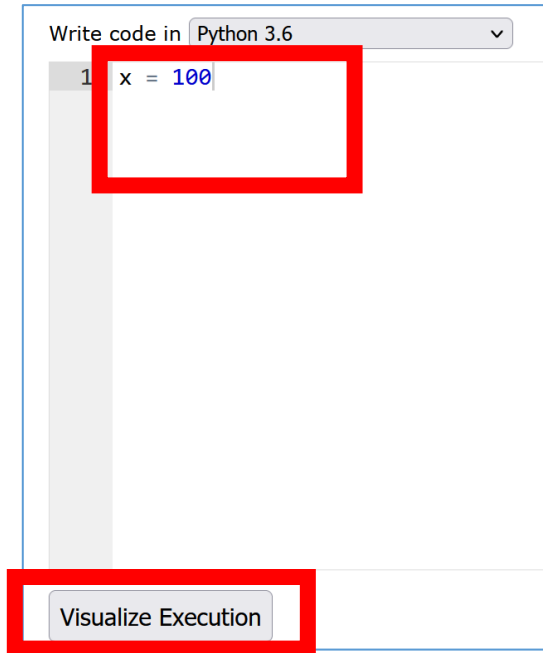 Write code in Python 3.6
1 x = 100
Visualize Execution